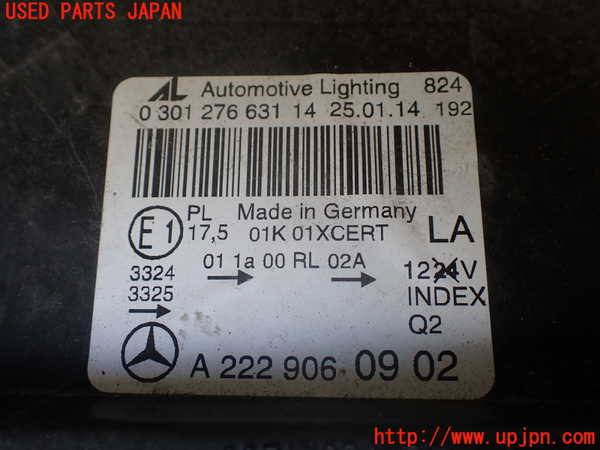 USED PARTS JAPAN
AL Automotive Lighting 824
0 301 276 631 14 25.01.14 192
E1 PL 17,5 Made in Germany
01K 01XCERT LA
3324 01 1a 00 RL 02A 1224V
3325 INDEX
Q2
A 222 906 09 02
http://www.upjpn.com/